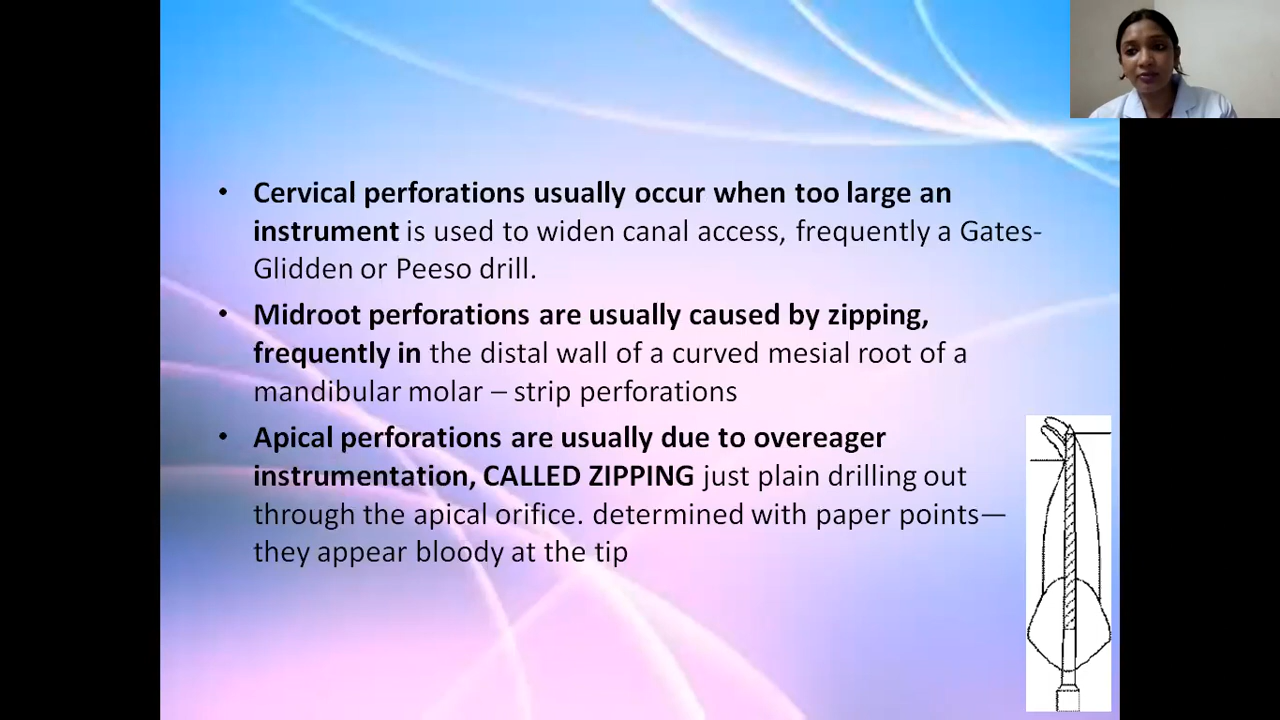 • Cervical perforations usually occur when too large an
instrument is used to widen canal access, frequently a Gates-
Glidden or Peeso drill.
• Midroot perforations are usually caused by zipping,
frequently in the distal wall of a curved mesial root of a
mandibular molar – strip perforations
• Apical perforations are usually due to overeager
instrumentation, CALLED ZIPPING just plain drilling out
through the apical orifice. determined with paper points—
they appear bloody at the tip